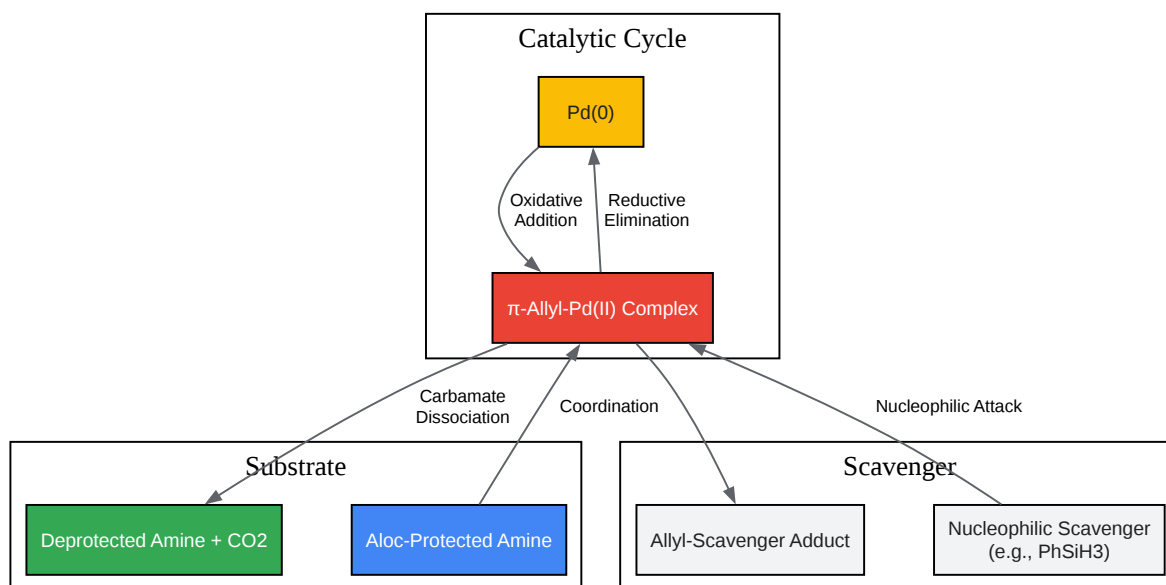 Catalytic Cycle
Pd(0)
Oxidative
Addition
Reductive
Elimination
π-Allyl-Pd(II) Complex
Carbamate
Dissociation
Coordination
Nucleophilic Attack
Substrate
Scavenger
Deprotected Amine + CO2
Aloc-Protected Amine
Allyl-Scavenger Adduct
Nucleophilic Scavenger
(e.g., PhSiH3)